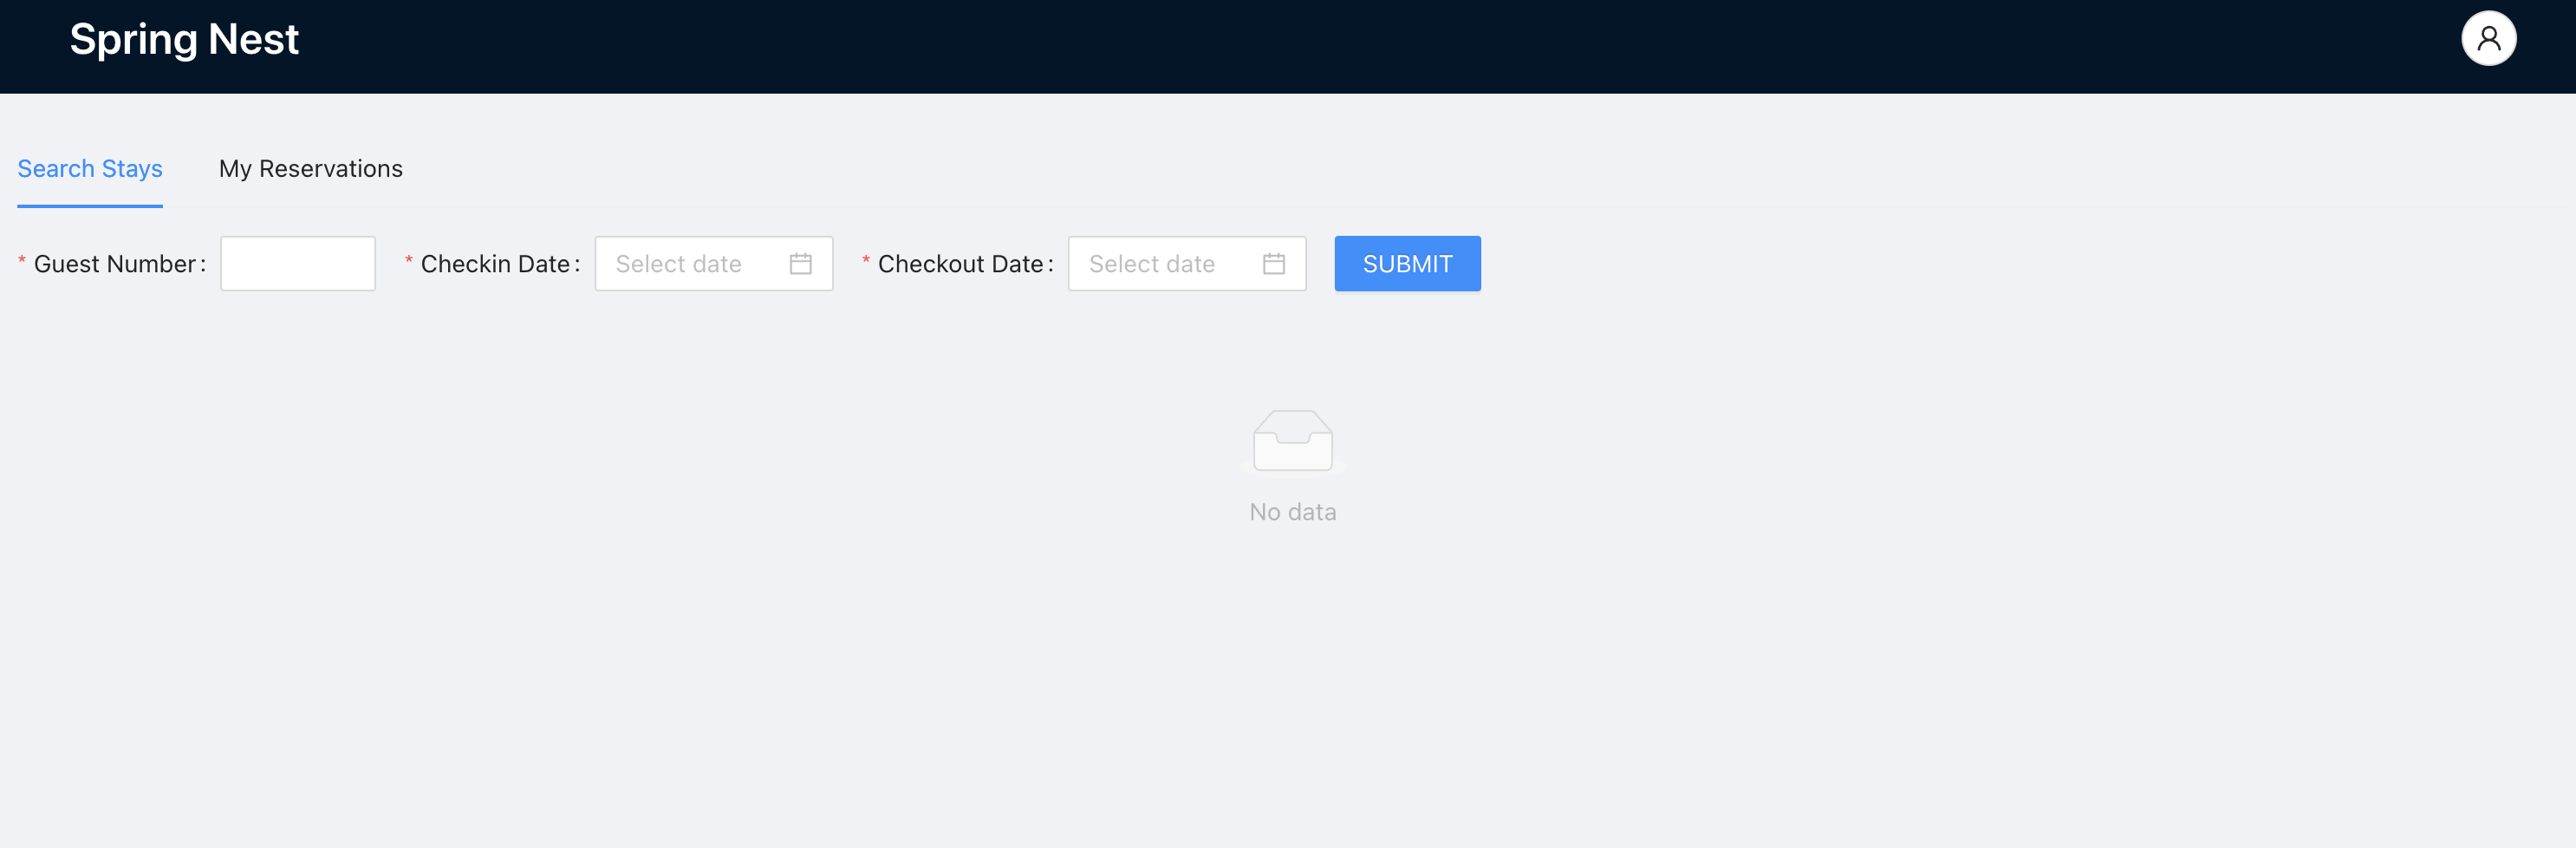 Spring Nest
Search Stays My Reservations
* Guest Number: * Checkin Date: Select date * Checkout Date: Select date SUBMIT
No data